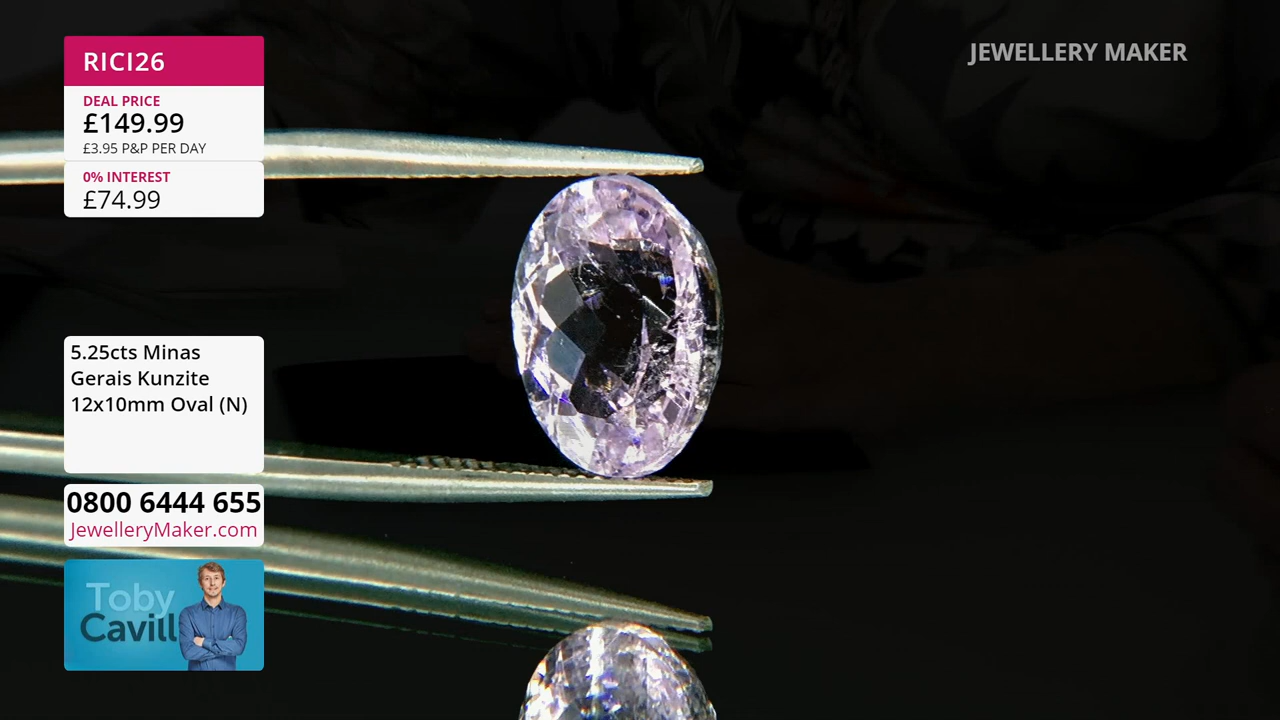 RICI26
DEAL PRICE
£149.99
£3.95 P&P PER DAY
0% INTEREST
£74.99
JEWELLERY MAKER
5.25cts Minas
Gerais Kunzite
12x10mm Oval (N)
0800 6444 655
JewelleryMaker.com
Toby
Cavill